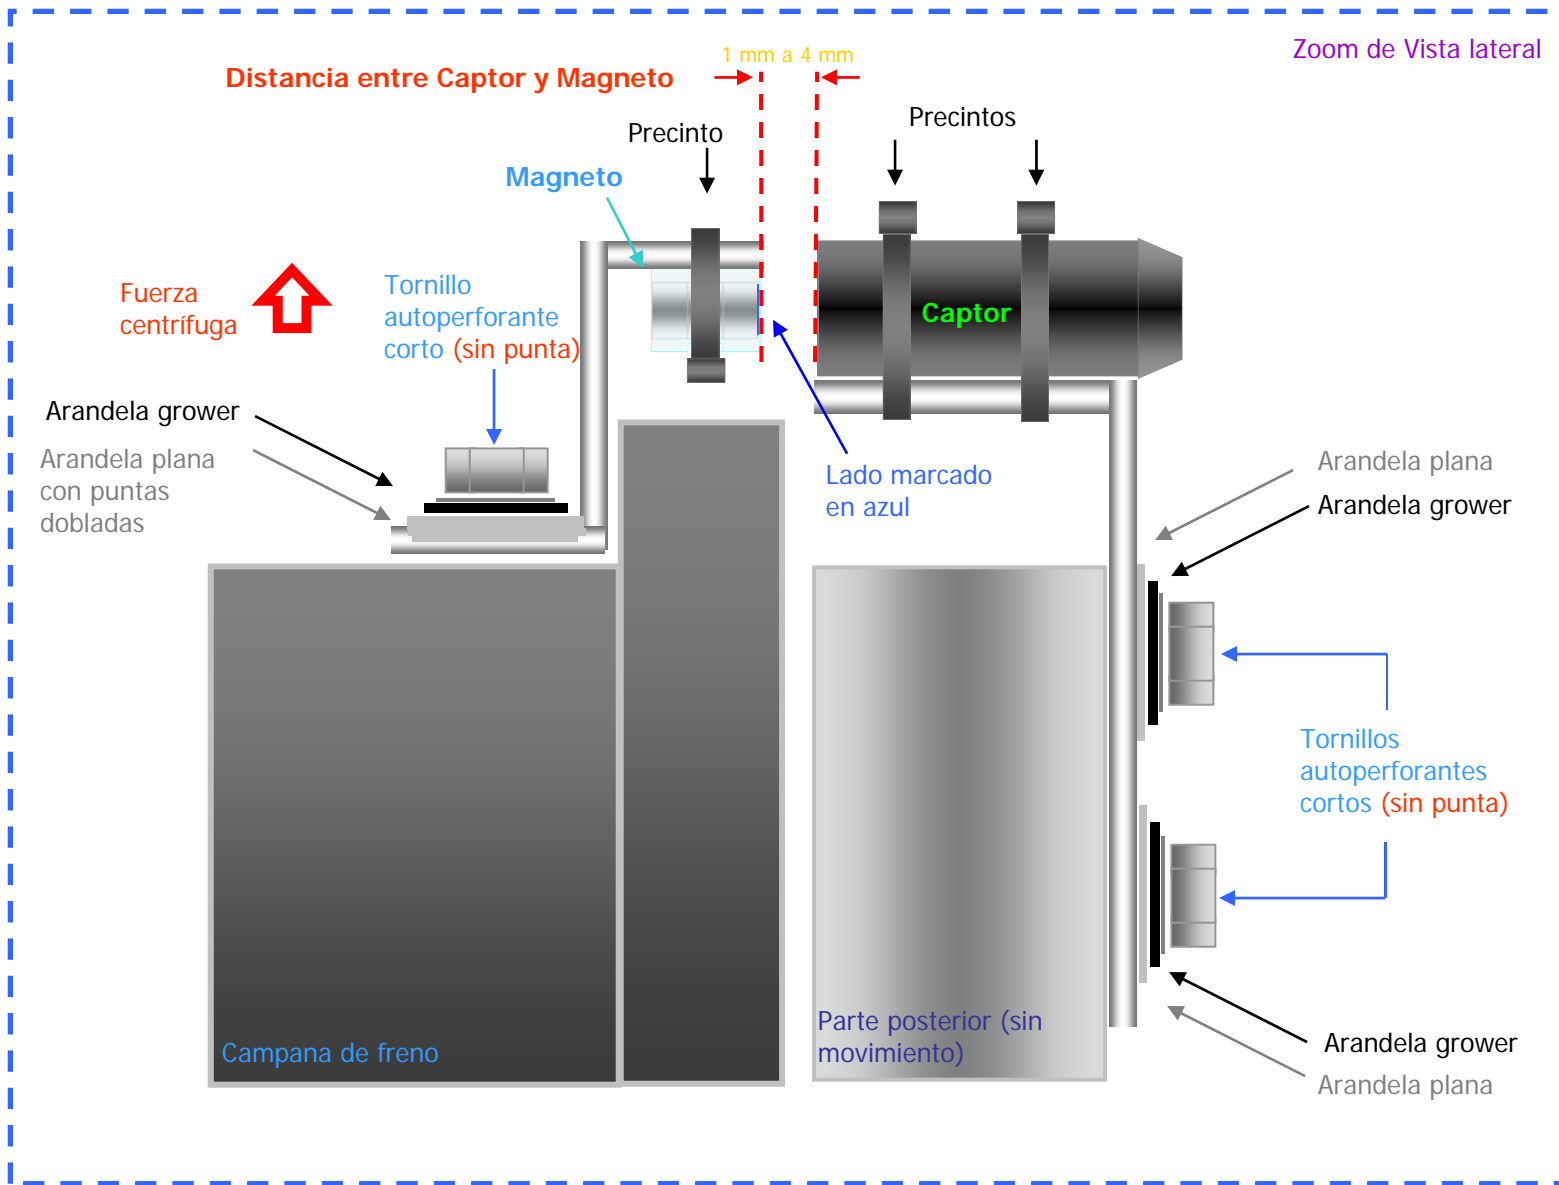 Zoom de Vista lateral
1 mm a 4 mm
Distancia entre Captor y Magneto
Precinto
Precintos
Magneto
Fuerza
centrífuga
Tornillo
autoperforante
corto (sin punta)
Captor
Arandela grower
Arandela plana
con puntas
dobladas
Lado marcado
en azul
Arandela plana
Arandela grower
Tornillos
autoperforantes
cortos (sin punta)
Campana de freno
Parte posterior (sin
movimiento)
Arandela grower
Arandela plana